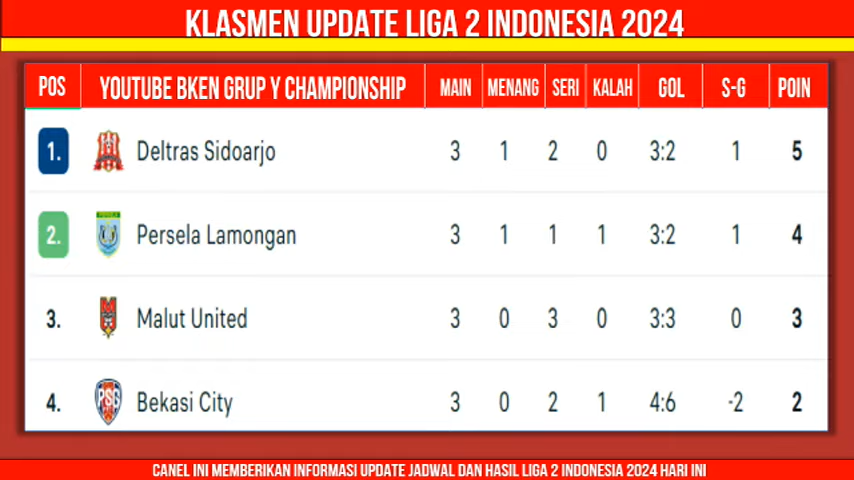 KLASMEN UPDATE LIGA 2 INDONESIA 2024
POS YOUTUBE BKEN GRUP Y CHAMPIONSHIP MAIN MENANG SERI KALAH GOL S-G POIN
1. Deltras Sidoarjo 3 1 2 0 3:2 1 5
2. Persela Lamongan 3 1 1 1 3:2 1 4
3. Malut United 3 0 3 0 3:3 0 3
4. PSG Bekasi City 3 0 2 1 4:6 -2 2
CANEL INI MEMBERIKAN INFORMASI UPDATE JADWAL DAN HASIL LIGA 2 INDONESIA 2024 HARI INI